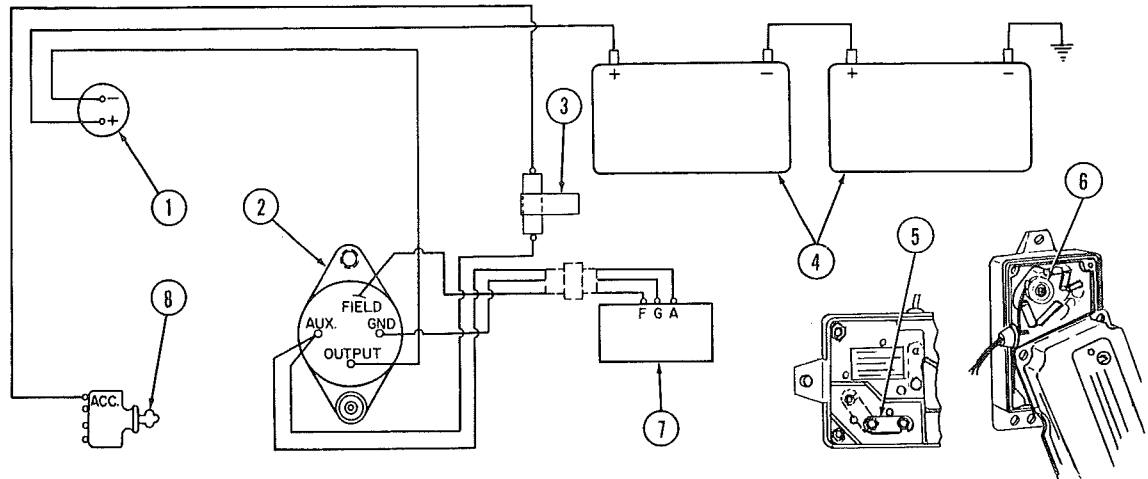 + − + −
−
+
3
6
1
2
4
5
8
FIELD
F G A
AUX. GND
OUTPUT
ACC.
7